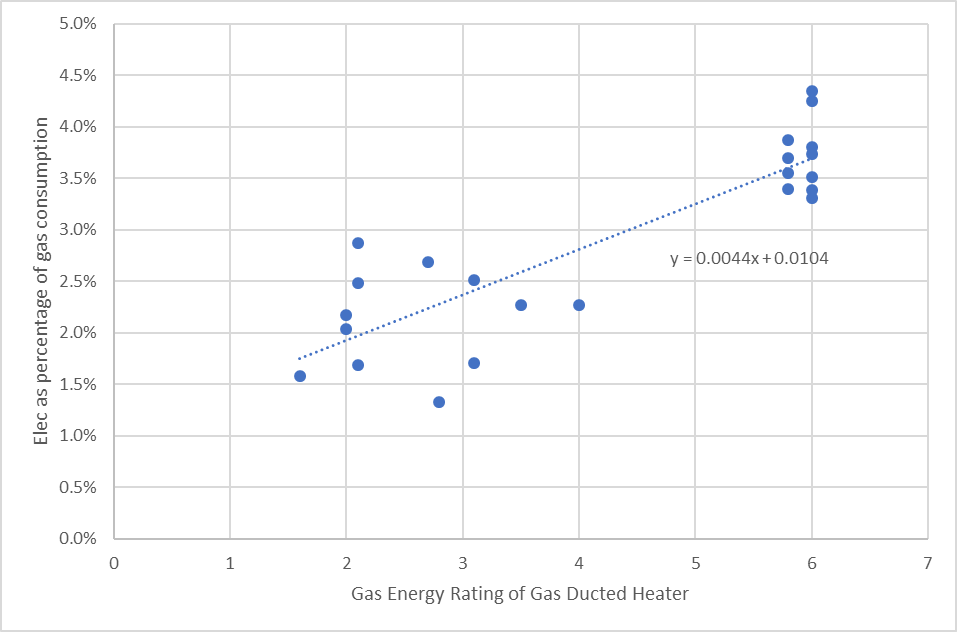 5.0%
4.5%
4.0%
3.5%
3.0%
2.5%
2.0%
1.5%
1.0%
0.5%
0.0%
Elec as percentage of gas consumption
y = 0.0044x + 0.0104
0 1 2 3 4 5 6 7
Gas Energy Rating of Gas Ducted Heater